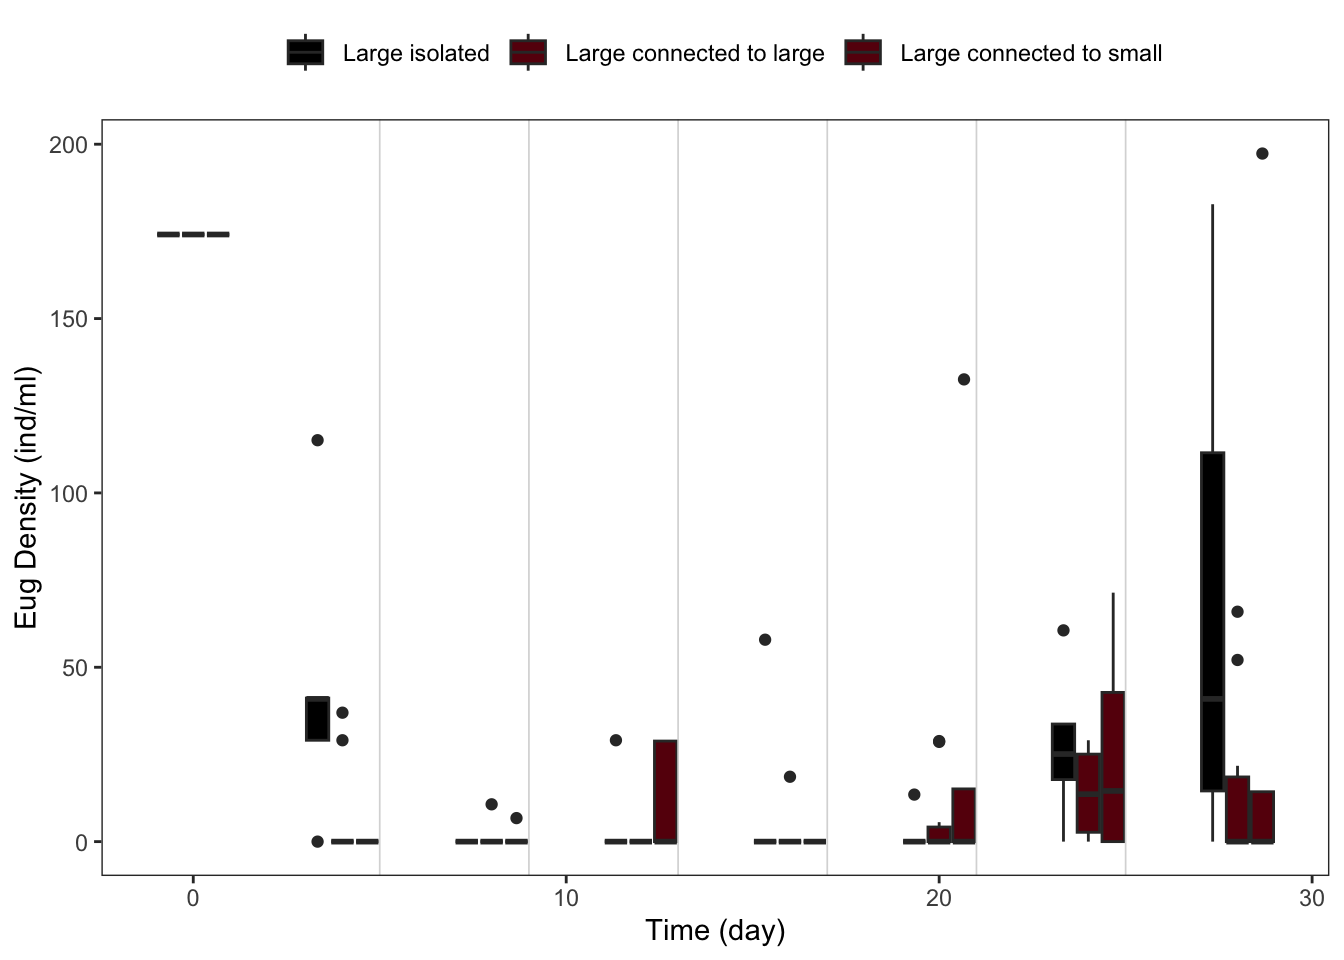 Large isolated Large connected to large Large connected to small
Eug Density (ind/ml)
200
150
100
50
0
0 10 20 30
Time (day)